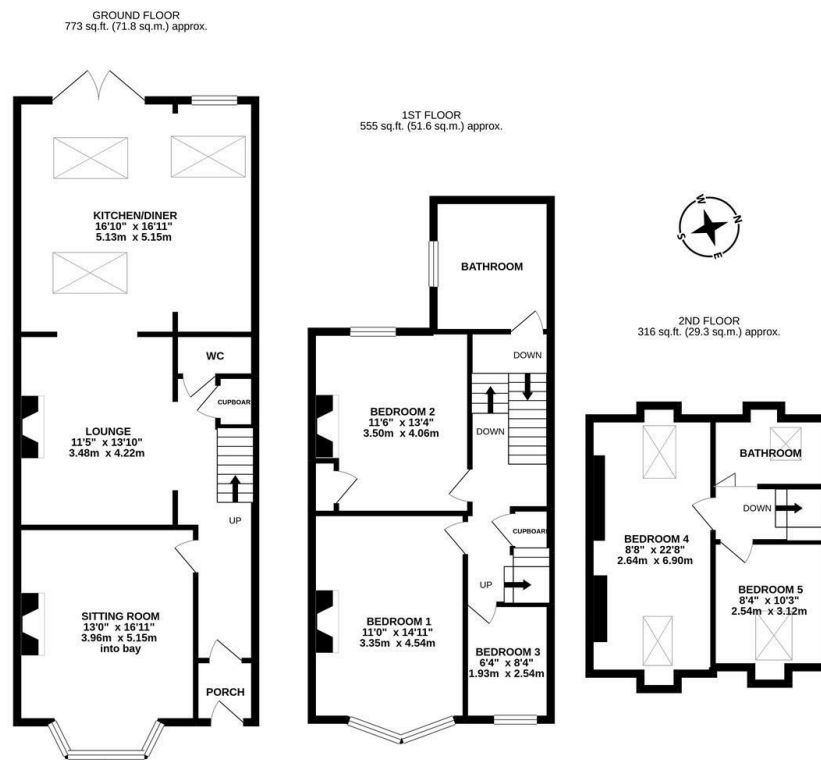 GROUND FLOOR
773 sq.ft. (71.8 sq.m.) approx.
KITCHEN/DINER
16'10" x 16'11"
5.13m x 5.15m
WC
CUPBOARD
LOUNGE
11'5" x 13'10"
3.48m x 4.22m
UP
SITTING ROOM
13'0" x 16'11"
3.96m x 5.15m
into bay
PORCH
1ST FLOOR
555 sq.ft. (51.6 sq.m.) approx.
BATHROOM
DOWN
BEDROOM 2
11'6" x 13'4"
3.50m x 4.06m
DOWN
CUPBOARD
UP
BEDROOM 1
11'0" x 14'11"
3.35m x 4.54m
BEDROOM 3
6'4" x 8'4"
1.93m x 2.54m
W
N
S
E
2ND FLOOR
316 sq.ft. (29.3 sq.m.) approx.
BATHROOM
DOWN
BEDROOM 4
8'8" x 22'8"
2.64m x 6.90m
BEDROOM 5
8'4" x 10'3"
2.54m x 3.12m